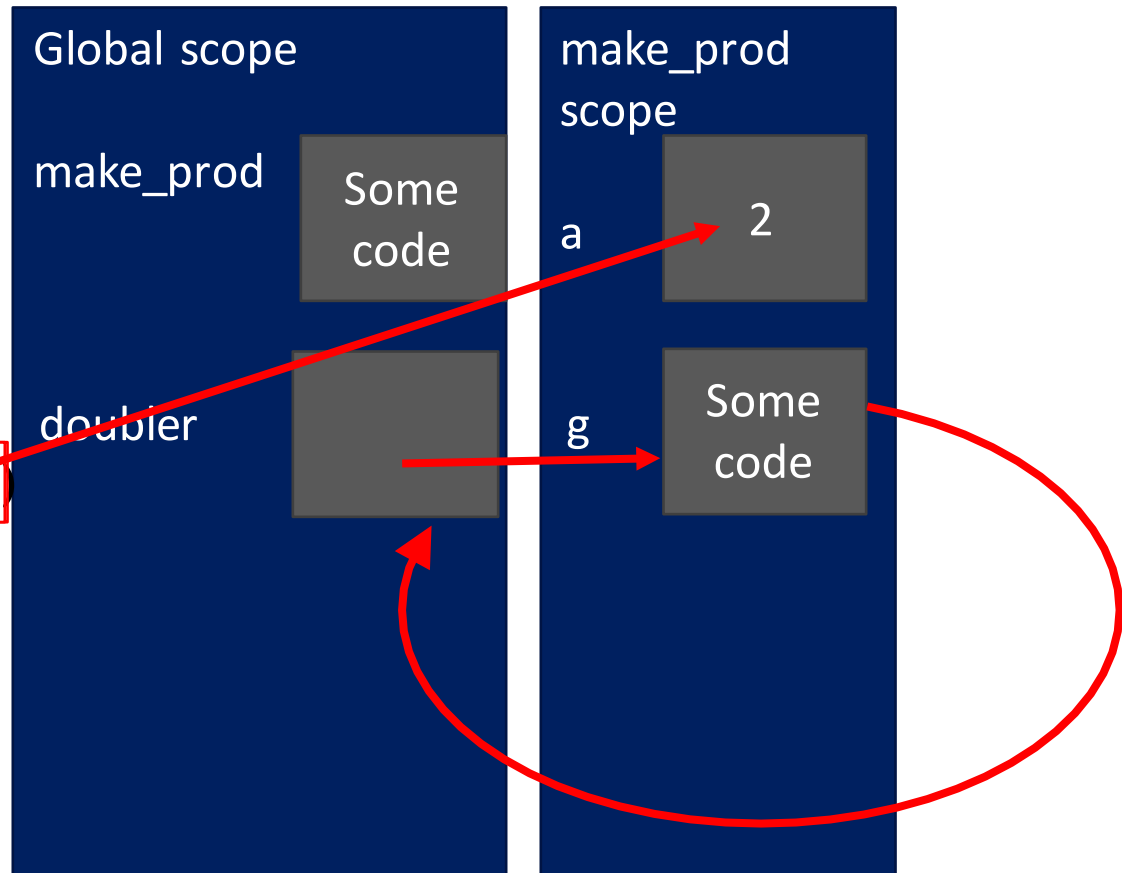 Global scope
make_prod
Some
code
doubler
)
make_prod
scope
a
2
g
Some
code